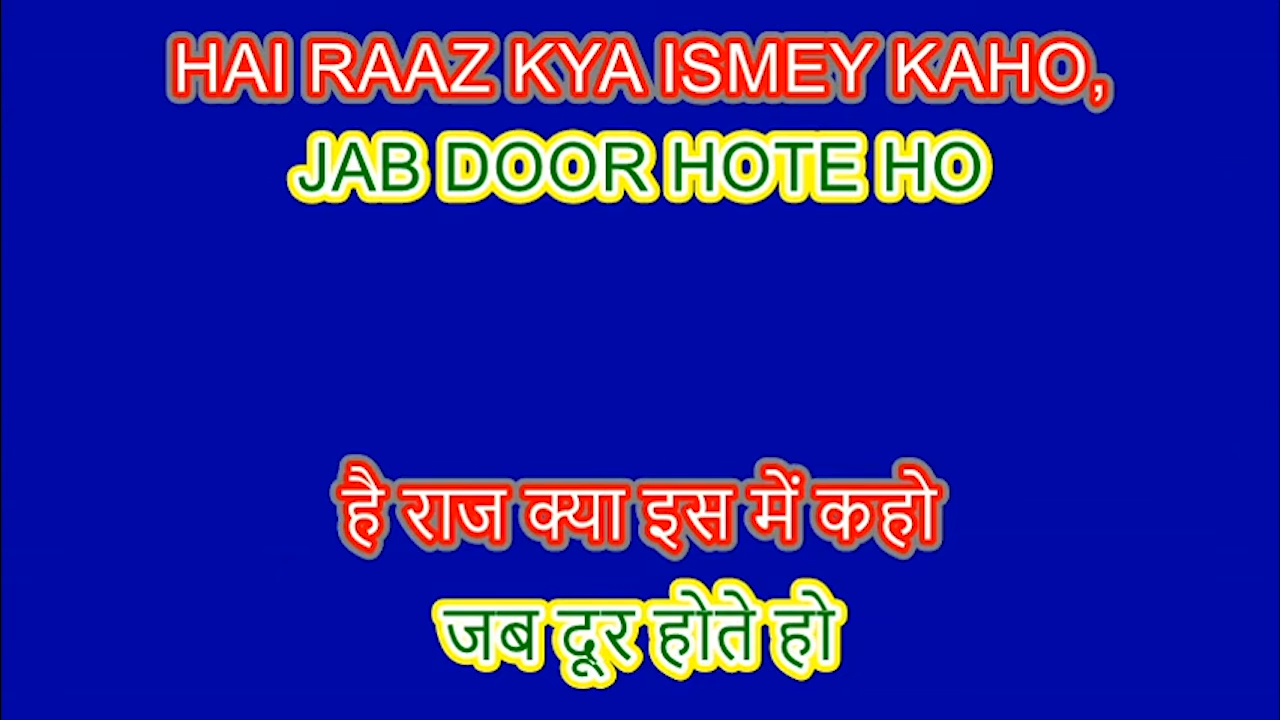 HAI RAAZ KYA ISMEY KAHO,
JAB DOOR HOTE HO
है राज क्या इस में कहो
जब दूर होते हो